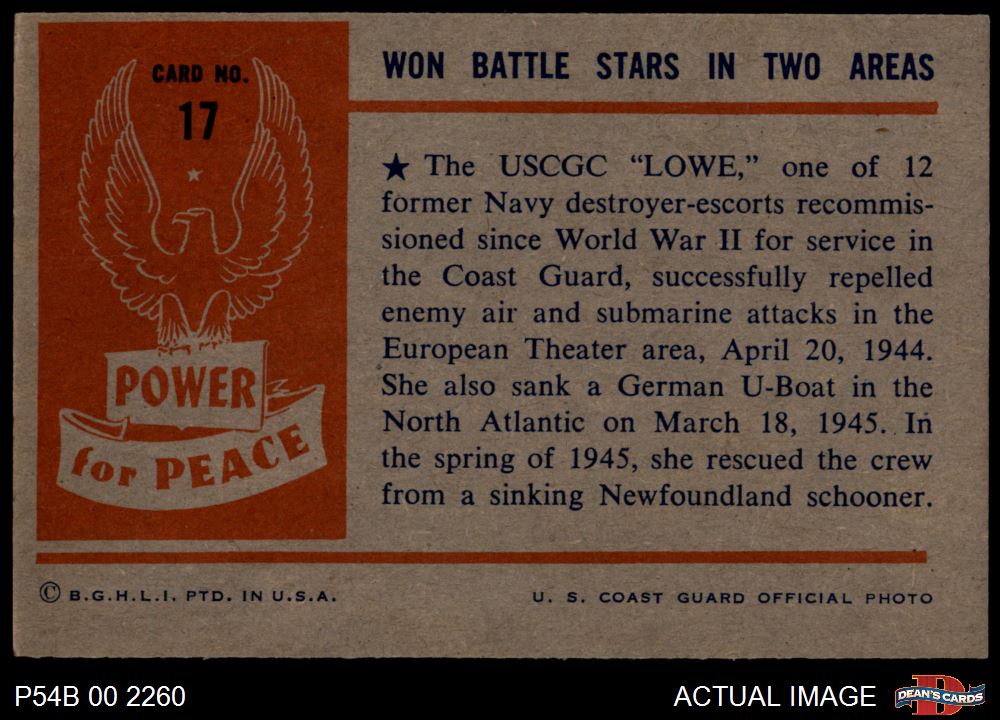 CARD NO.
17
POWER
for PEACE
WON BATTLE STARS IN TWO AREAS
★ The USCGC “LOWE,” one of 12
former Navy destroyer-escorts recommis-
sioned since World War II for service in
the Coast Guard, successfully repelled
enemy air and submarine attacks in the
European Theater area, April 20, 1944.
She also sank a German U-Boat in the
North Atlantic on March 18, 1945. In
the spring of 1945, she rescued the crew
from a sinking Newfoundland schooner.
© B.G.H.L.I. PTD. IN U.S.A.
U. S. COAST GUARD OFFICIAL PHOTO
P54B 00 2260
ACTUAL IMAGE
D
DEAN'S CARDS